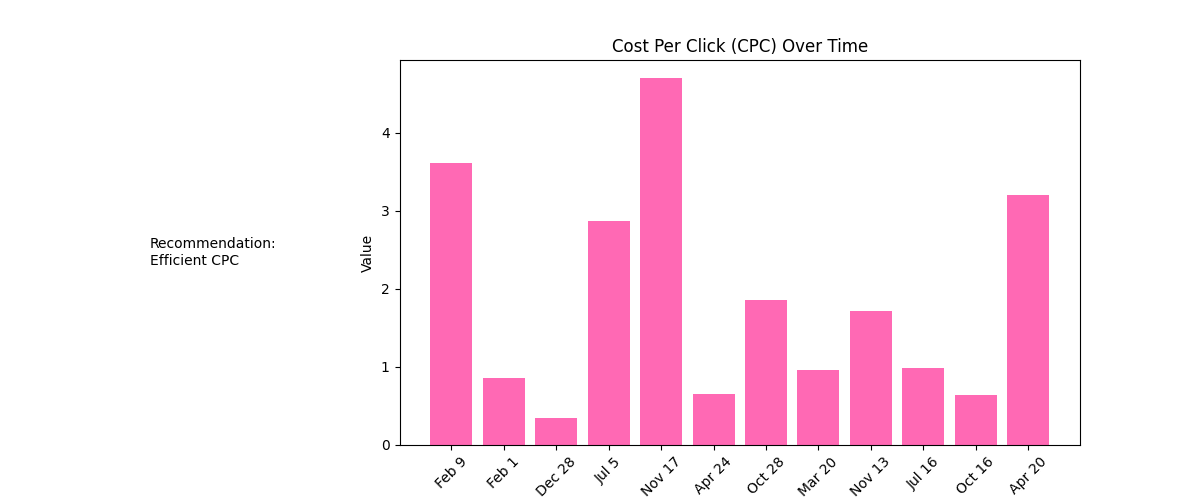 Cost Per Click (CPC) Over Time
Recommendation:
Efficient CPC
Value
4
3
2
1
0
Feb 9
Feb 1
Dec 28
Jul 5
Nov 17
Apr 24
Oct 28
Mar 20
Nov 13
Jul 16
Oct 16
Apr 20